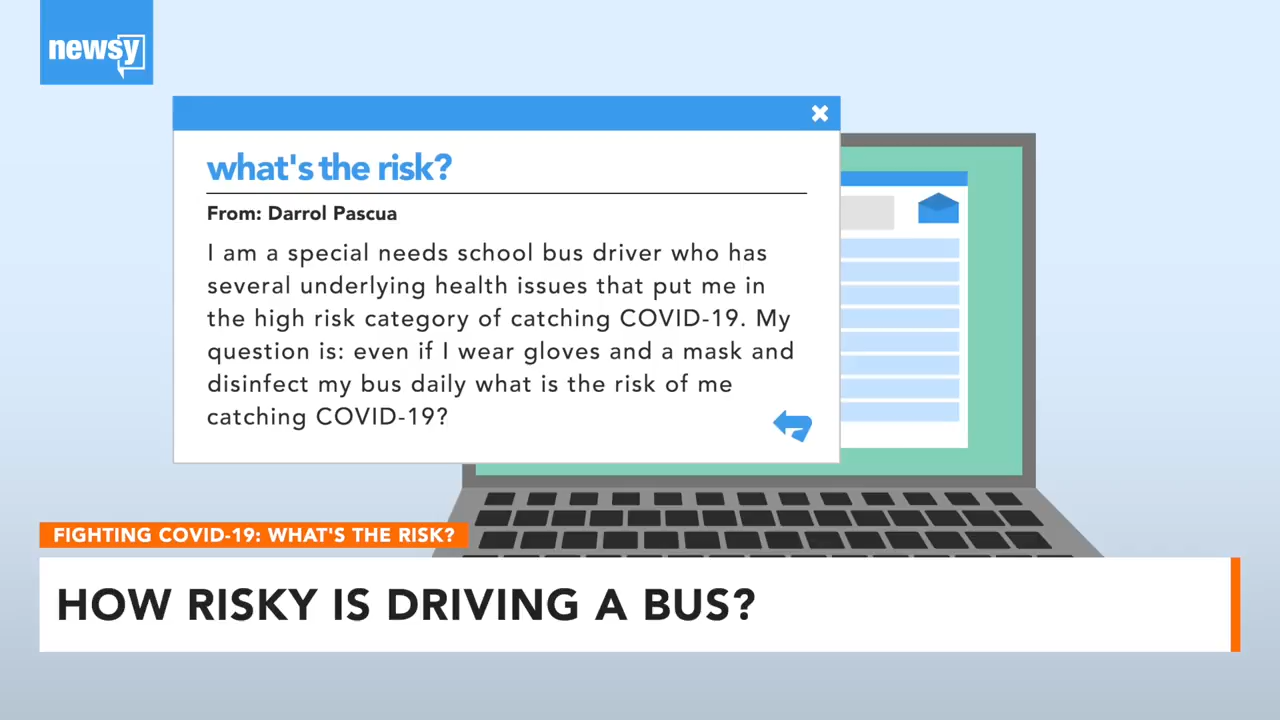 newsy
what's the risk?
From: Darrol Pascua
I am a special needs school bus driver who has
several underlying health issues that put me in
the high risk category of catching COVID-19. My
question is: even if I wear gloves and a mask and
disinfect my bus daily what is the risk of me
catching COVID-19?
FIGHTING COVID-19: WHAT'S THE RISK?
HOW RISKY IS DRIVING A BUS?